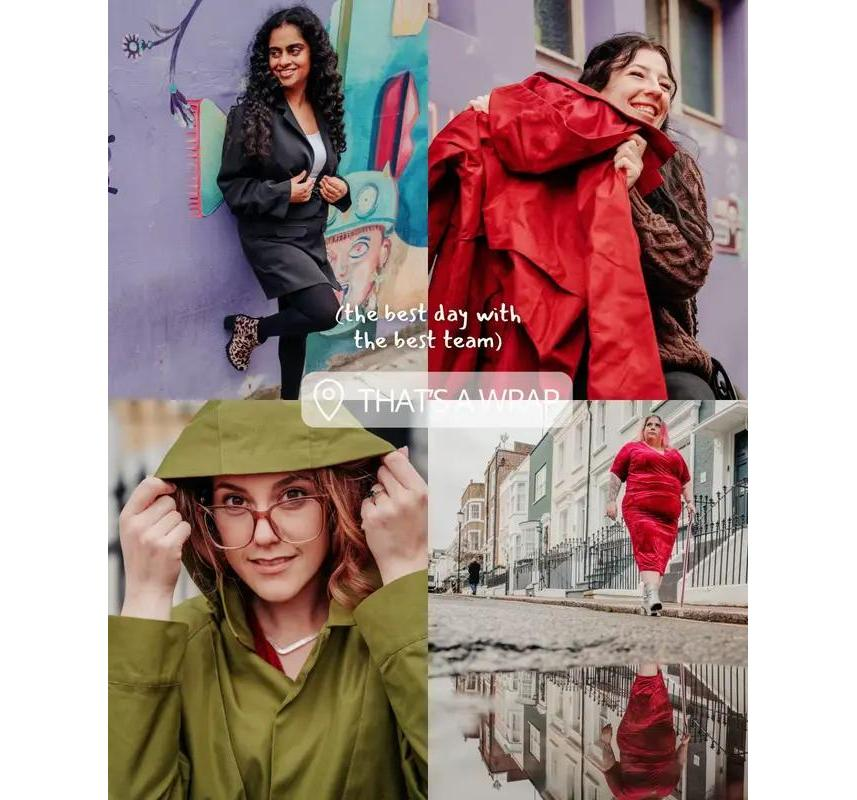 (the best day with
the best team)
THAT'S A WRAP